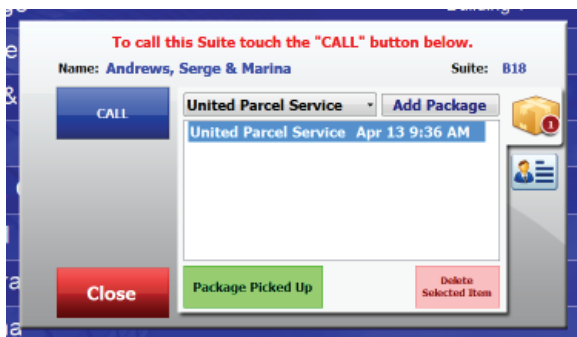 To call this Suite touch the "CALL" button below.
Name: Andrews, Serge & Marina Suite: B18
CALL
United Parcel Service Add Package
1
United Parcel Service Apr 13 9:36 AM
Close
Package Picked Up
Delete
Selected Item